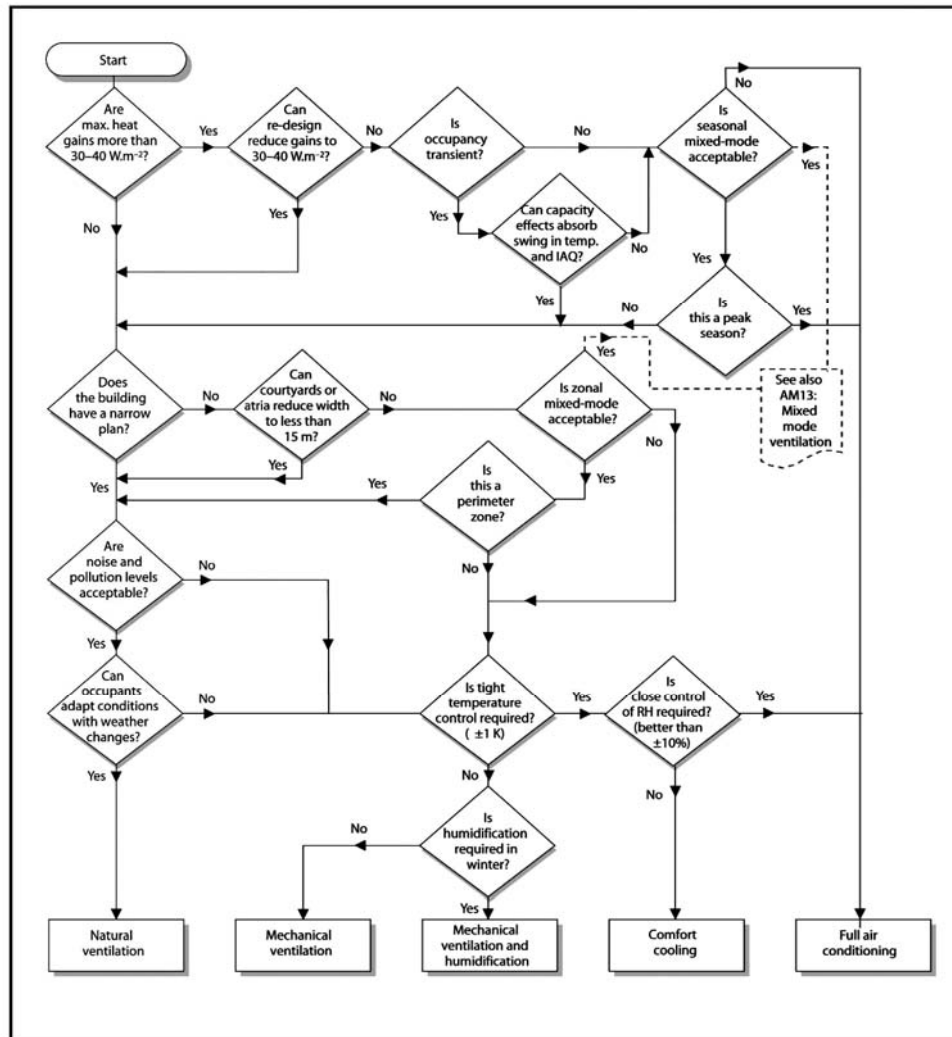 Start
Are
max. heat
gains more than
30–40 W.m⁻²?
Yes
No
Can
re-design
reduce gains to
30–40 W.m⁻²?
No
Yes
Is
occupancy
transient?
No
Yes
Can capacity
effects absorb
swing in temp.
and IAQ?
No
Yes
Is
seasonal
mixed-mode
acceptable?
No
Yes
Yes
Is
this a peak
season?
No
Yes
Does
the building
have a narrow
plan?
No
Yes
Can
courtyards or
atria reduce width
to less than
15 m?
No
Yes
Is zonal
mixed-mode
acceptable?
Yes
No
Yes
See also
AM13:
Mixed
mode
ventilation
Is
this a
perimeter
zone?
Yes
No
Are
noise and
pollution levels
acceptable?
No
Yes
Can
occupants
adapt conditions
with weather
changes?
No
Yes
Is tight
temperature
control required?
( ±1 K)
Yes
No
Is
close control
of RH required?
(better than
±10%)
Yes
No
Is
humidification
required in
winter?
No
Yes
Natural
ventilation
Mechanical
ventilation
Mechanical
ventilation and
humidification
Comfort
cooling
Full air
conditioning